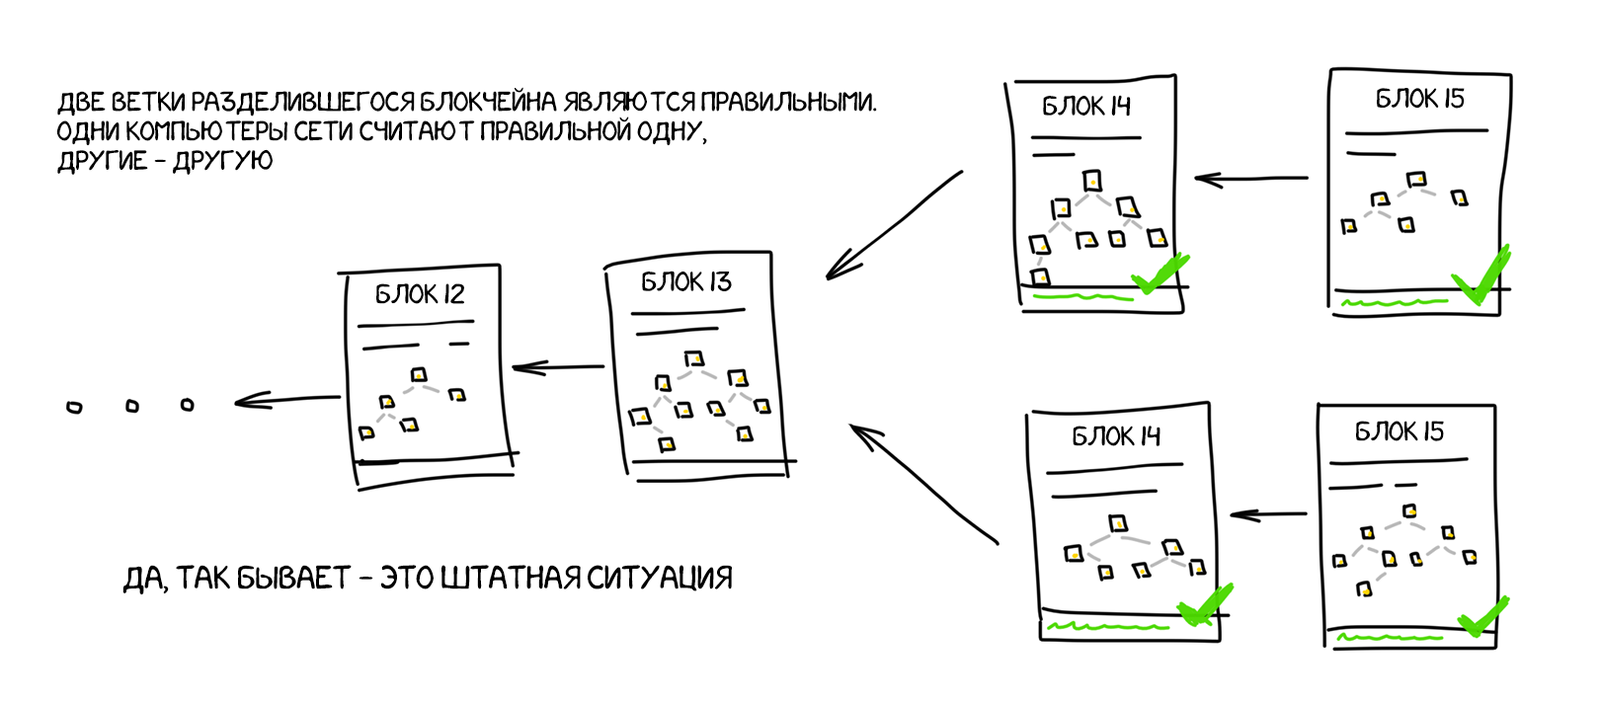 ДВЕ ВЕТКИ РАЗДЕЛИВШЕГОСЯ БЛОКЧЕЙНА ЯВЛЯЮТСЯ ПРАВИЛЬНЫМИ.
ОДНИ КОМПЬЮТЕРЫ СЕТИ СЧИТАЮТ ПРАВИЛЬНОЙ ОДНУ,
ДРУГИЕ – ДРУГУЮ
БЛОК 14
БЛОК 15
БЛОК 12
БЛОК 13
БЛОК 14
БЛОК 15
ДА, ТАК БЫВАЕТ – ЭТО ШТАТНАЯ СИТУАЦИЯ